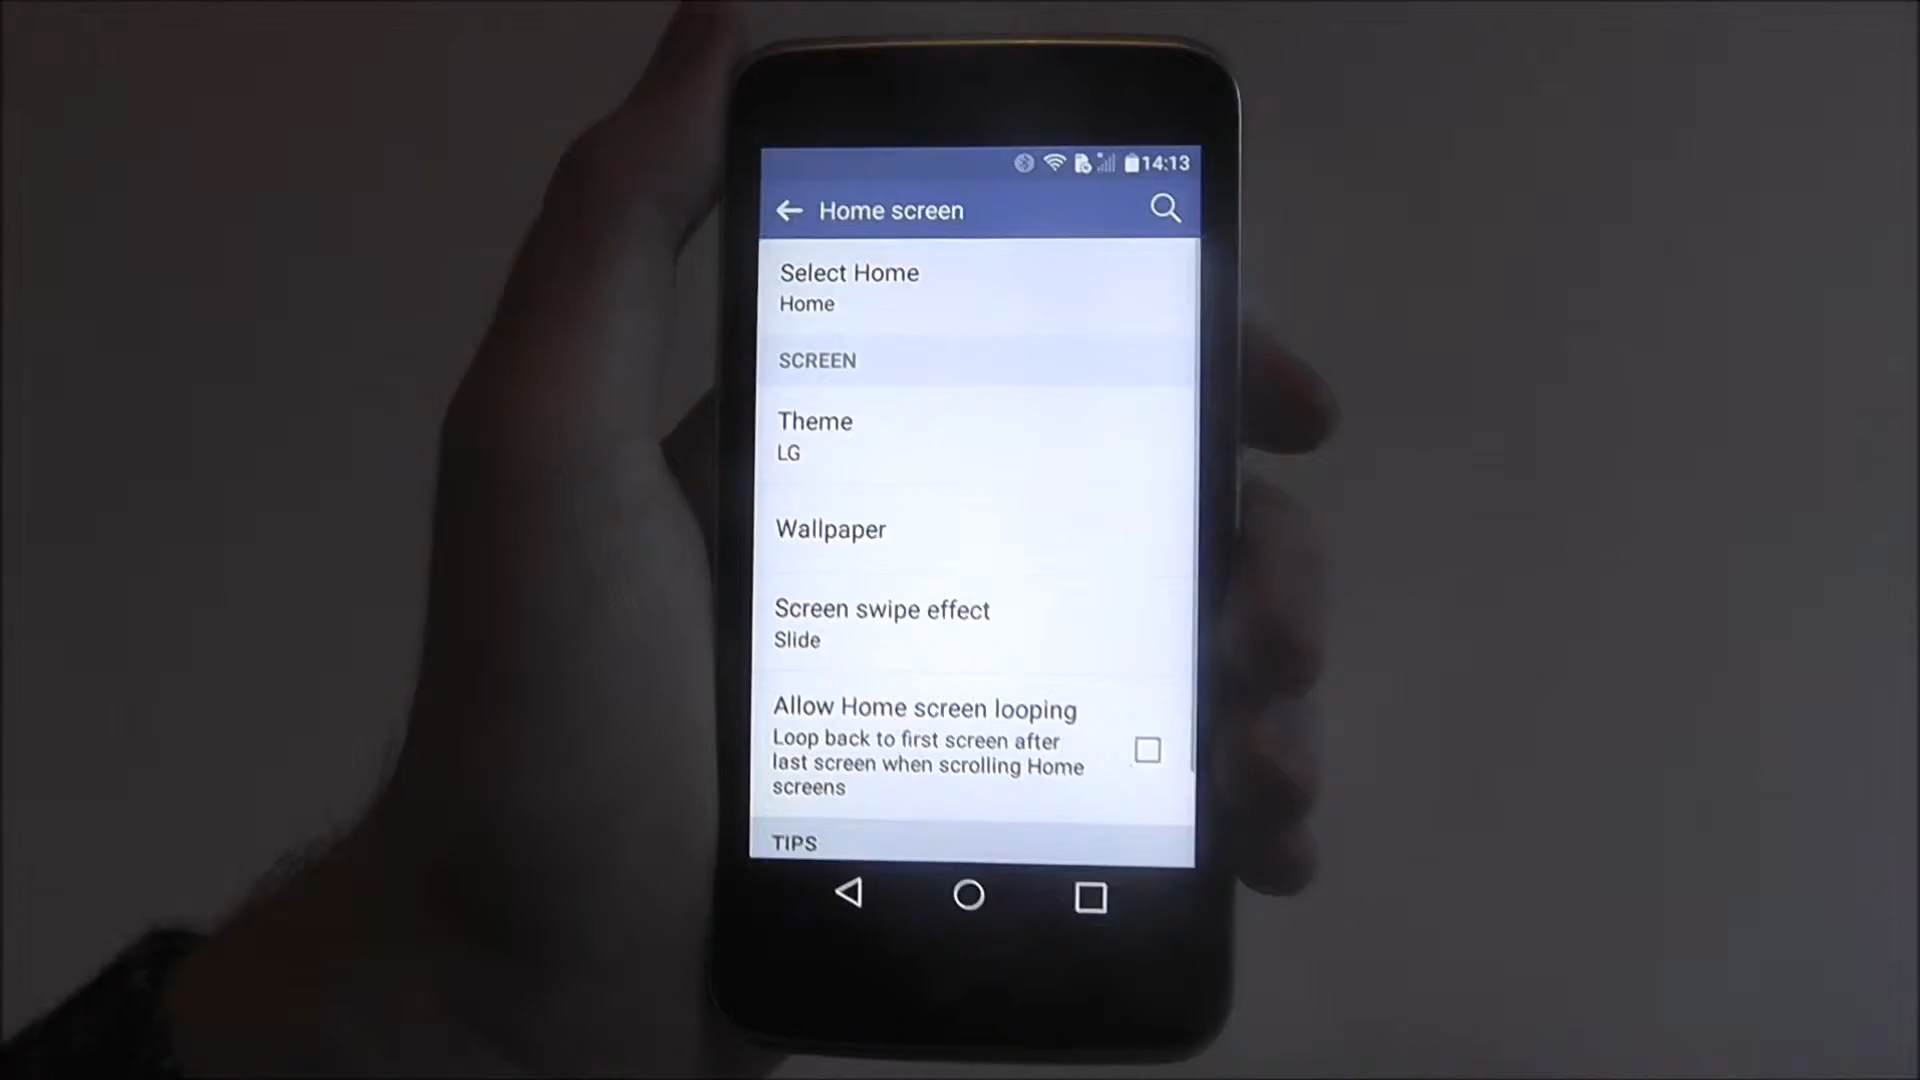 14:13
Home screen
Select Home
Home
SCREEN
Theme
LG
Wallpaper
Screen swipe effect
Slide
Allow Home screen looping
Loop back to first screen after
last screen when scrolling Home
screens
TIPS